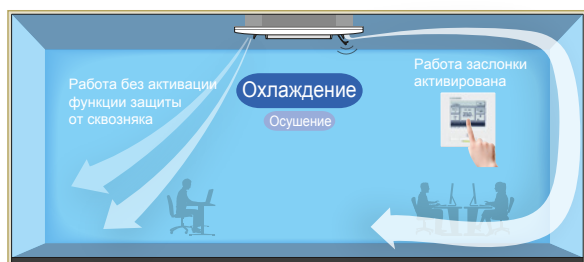 Работа без активации
функции защиты
от сквозняка
Охлаждение
Осушение
Работа заслонки
активирована